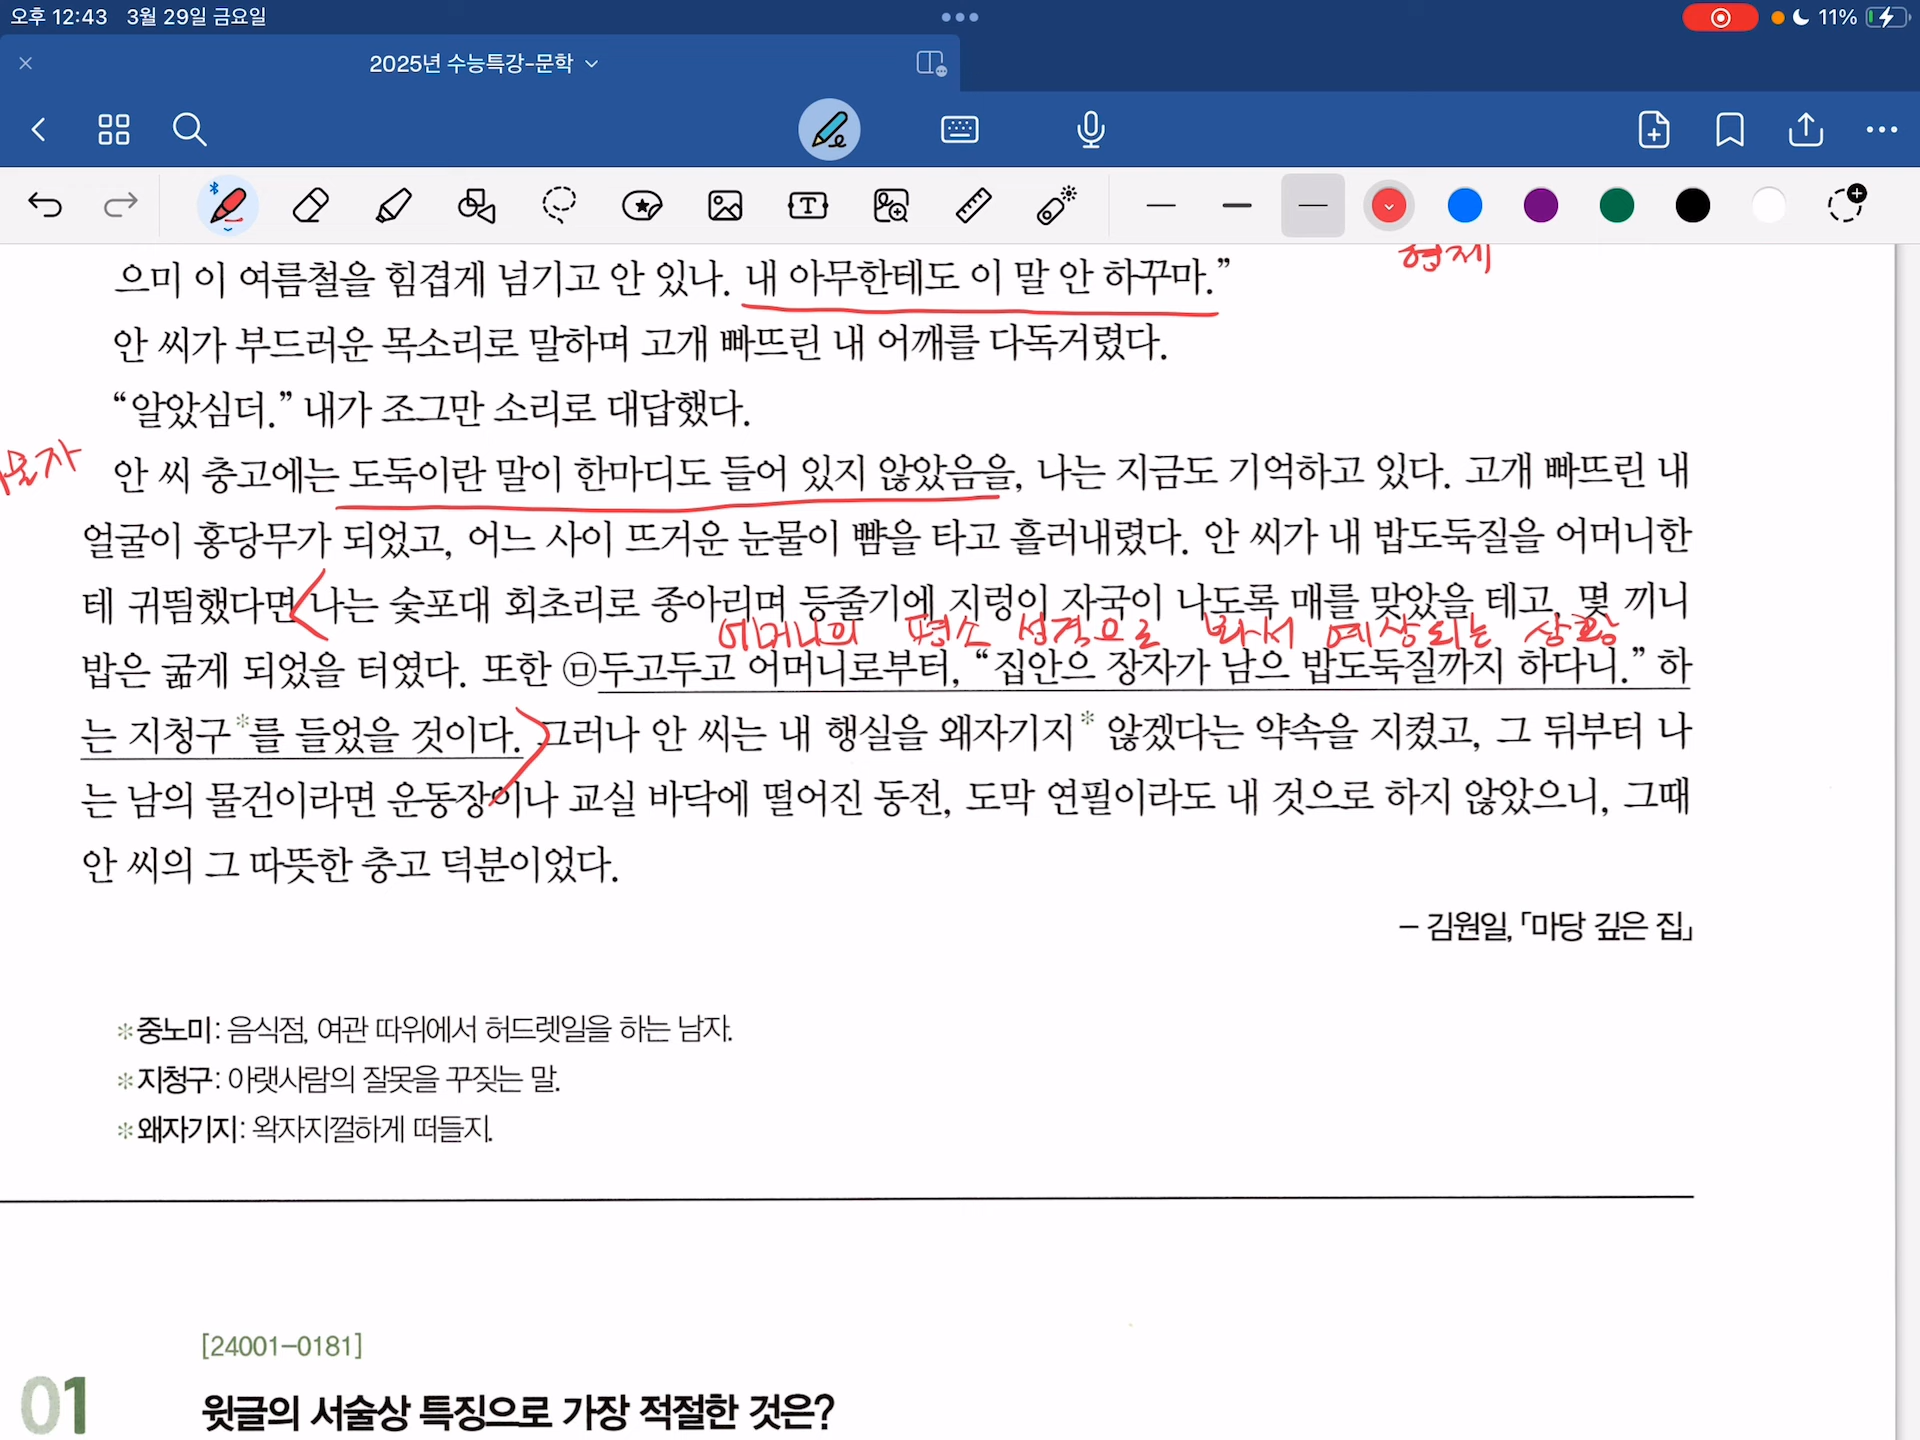 오후 12:43 3월 29일 금요일
11%
2025년 수능특강-문학
현제
으미 이 여름철을 힘겹게 넘기고 안 있나. 내 아무한테도 이 말 안 하꾸마.”
안 씨가 부드러운 목소리로 말하며 고개 빠뜨린 내 어깨를 다독거렸다.
“알았심더.” 내가 조그만 소리로 대답했다.
안 씨 충고에는 도둑이란 말이 한마디도 들어 있지 않았음을, 나는 지금도 기억하고 있다. 고개 빠뜨린 내
얼굴이 홍당무가 되었고, 어느 사이 뜨거운 눈물이 뺨을 타고 흘러내렸다. 안 씨가 내 밥도둑질을 어머니한
테 귀띔했다면 나는 숯포대 회초리로 종아리며 등줄기에 지렁이 자국이 나도록 매를 맞았을 테고, 몇 끼니
어머니의 평소 성격으로 봐서 예상되는 상황
밥은 굶게 되었을 터였다. 또한 ㉤두고두고 어머니로부터, “집안으 장자가 남으 밥도둑질까지 하다니.” 하
는 지청구*를 들었을 것이다. 그러나 안 씨는 내 행실을 왜자기지* 않겠다는 약속을 지켰고, 그 뒤부터 나
는 남의 물건이라면 운동장이나 교실 바닥에 떨어진 동전, 도막 연필이라도 내 것으로 하지 않았으니, 그때
안 씨의 그 따뜻한 충고 덕분이었다.
– 김원일, 「마당 깊은 집」
*중노미: 음식점, 여관 따위에서 허드렛일을 하는 남자.
*지청구: 아랫사람의 잘못을 꾸짖는 말.
*왜자기지: 왁자지껄하게 떠들지.
[24001-0181]
01
윗글의 서술상 특징으로 가장 적절한 것은?